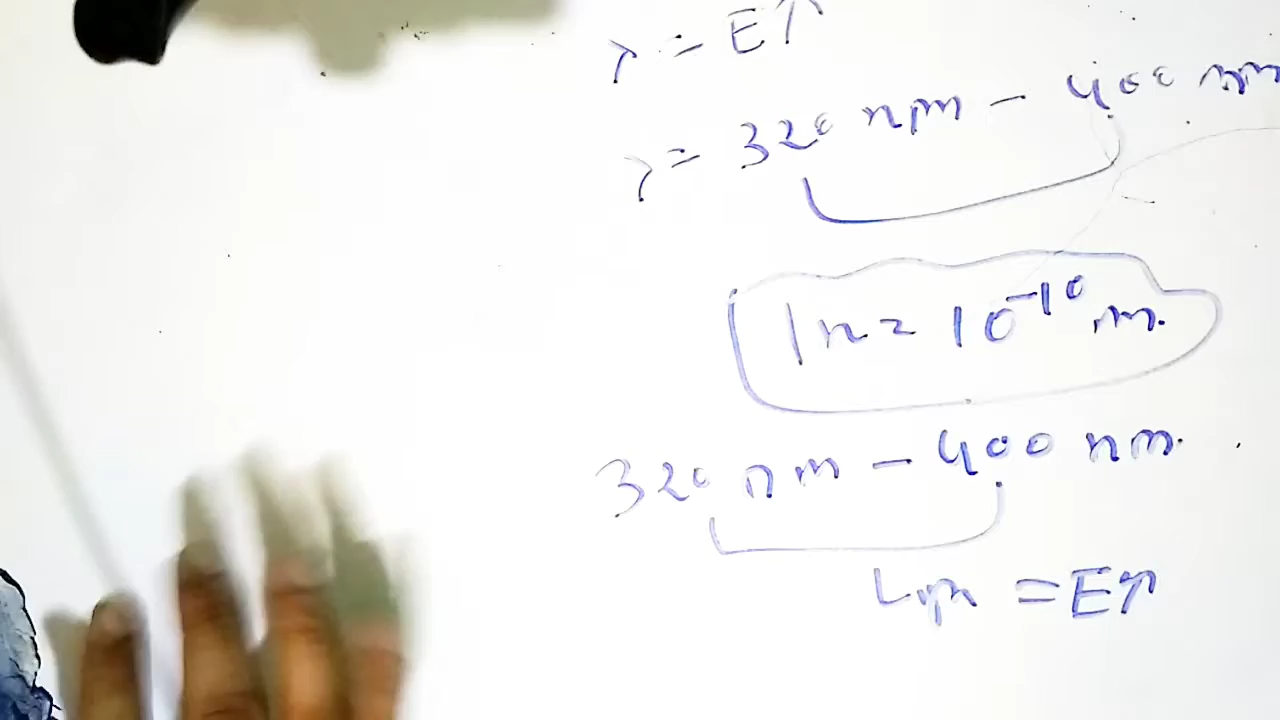 λ = E↑
λ = 320 nm - 400 nm
1n = 10⁻¹⁰ m.
320 nm - 400 nm.
= E↑